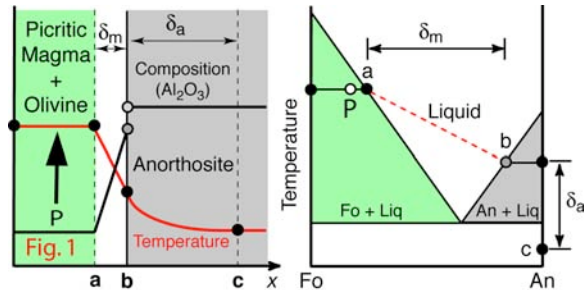 Picritic
Magma
+
Olivine
P
Fig. 1
δm
δa
Composition
(Al2O3)
Anorthosite
Temperature
a
b
c
x
Temperature
δm
a
P
Liquid
b
δa
Fo + Liq
An + Liq
c
Fo
An